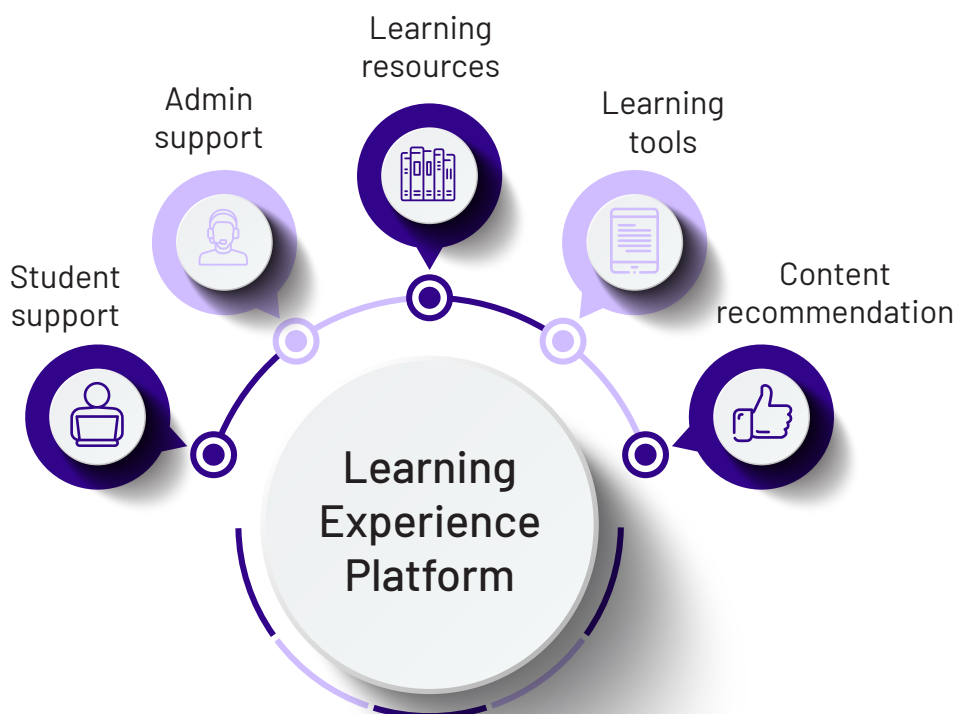 Learning
resources
Admin
support
Learning
tools
Student
support
Content
recommendation
Learning
Experience
Platform